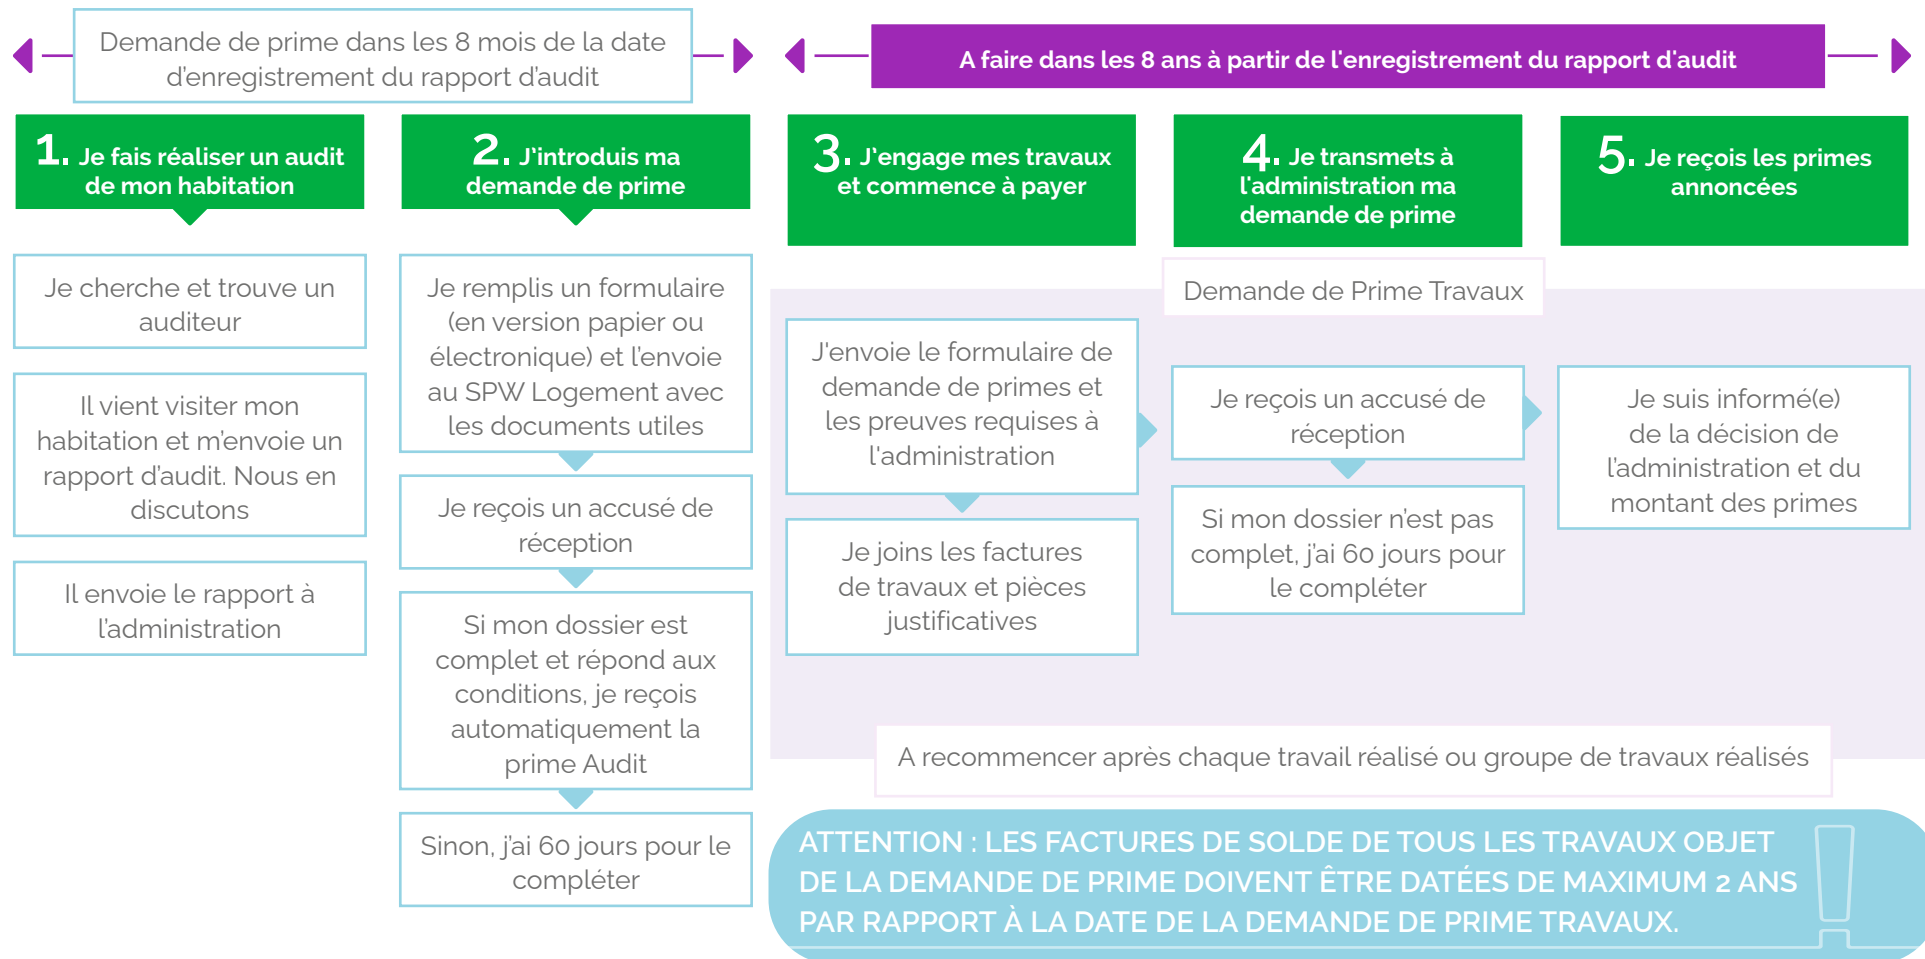 Demande de prime dans les 8 mois de la date
d’enregistrement du rapport d’audit
A faire dans les 8 ans à partir de l'enregistrement du rapport d'audit
1. Je fais réaliser un audit
de mon habitation
Je cherche et trouve un
auditeur
Il vient visiter mon
habitation et m’envoie un
rapport d’audit. Nous en
discutons
Il envoie le rapport à
l’administration
2. J’introduis ma
demande de prime
Je remplis un formulaire
(en version papier ou
électronique) et l’envoie
au SPW Logement avec
les documents utiles
Je reçois un accusé de
réception
Si mon dossier est
complet et répond aux
conditions, je reçois
automatiquement la
prime Audit
Sinon, j’ai 60 jours pour le
compléter
3. J’engage mes travaux
et commence à payer
4. Je transmets à
l'administration ma
demande de prime
5. Je reçois les primes
annoncées
Demande de Prime Travaux
J'envoie le formulaire de
demande de primes et
les preuves requises à
l'administration
Je joins les factures
de travaux et pièces
justificatives
Je reçois un accusé de
réception
Si mon dossier n’est pas
complet, j’ai 60 jours pour
le compléter
Je suis informé(e)
de la décision de
l’administration et du
montant des primes
A recommencer après chaque travail réalisé ou groupe de travaux réalisés
ATTENTION : LES FACTURES DE SOLDE DE TOUS LES TRAVAUX OBJET
DE LA DEMANDE DE PRIME DOIVENT ÊTRE DATÉES DE MAXIMUM 2 ANS
PAR RAPPORT À LA DATE DE LA DEMANDE DE PRIME TRAVAUX.
!